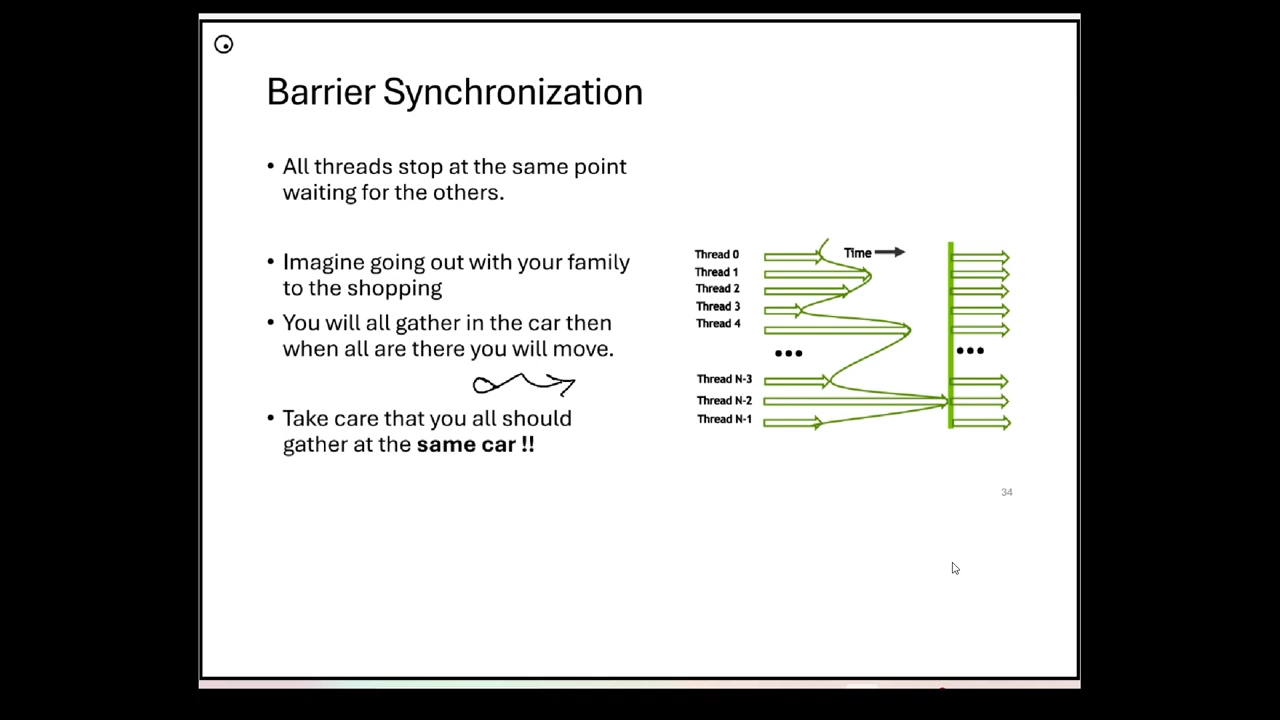 Barrier Synchronization
• All threads stop at the same point
waiting for the others.
• Imagine going out with your family
to the shopping
• You will all gather in the car then
when all are there you will move.
• Take care that you all should
gather at the same car !!
Time
Thread 0
Thread 1
Thread 2
Thread 3
Thread 4
•••
•••
Thread N-3
Thread N-2
Thread N-1
34